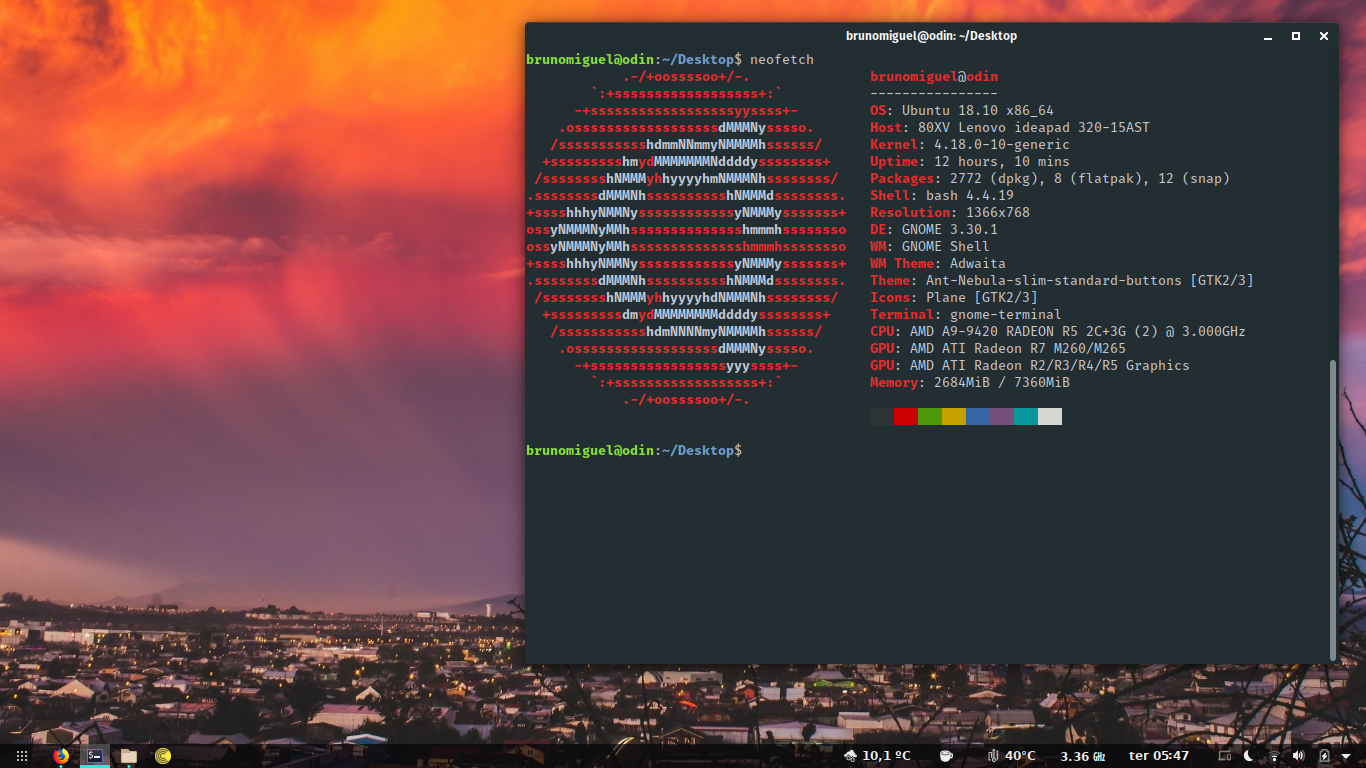 brunomiguel@odin: ~/Desktop
brunomiguel@odin:~/Desktop$ neofetch
.-/+oossssoo+/-.
`:+ssssssssssssssssss+:`
-+ssssssssssssssssssyyssss+-
.ossssssssssssssssssdMMMNysssso.
/ssssssssssshdmmNNmmyNMMMMhssssss/
+ssssssssshmydMMMMMMMNddddyssssssss+
/sssssssshNMMMyhhyyyyhmNMMMNhssssssss/
.ssssssssdMMMNhsssssssssshNMMMdssssssss.
+sssshhhyNMMNyssssssssssssyNMMMysssssss+
ossyNMMMNyMMhsssssssssssssshmmmhssssssso
ossyNMMMNyMMhsssssssssssssshmmmhssssssso
+sssshhhyNMMNyssssssssssssyNMMMysssssss+
.ssssssssdMMMNhsssssssssshNMMMdssssssss.
/sssssssshNMMMyhhyyyyhdNMMMNhssssssss/
+sssssssssdmydMMMMMMMMddddyssssssss+
/ssssssssssshdmNNNNmyNMMMMhssssss/
.ossssssssssssssssssdMMMNysssso.
-+sssssssssssssssssyyyssss+-
`:+ssssssssssssssssss+:`
.-/+oossssoo+/-.
brunomiguel@odin
----------------
OS: Ubuntu 18.10 x86_64
Host: 80XV Lenovo ideapad 320-15AST
Kernel: 4.18.0-10-generic
Uptime: 12 hours, 10 mins
Packages: 2772 (dpkg), 8 (flatpak), 12 (snap)
Shell: bash 4.4.19
Resolution: 1366x768
DE: GNOME 3.30.1
WM: GNOME Shell
WM Theme: Adwaita
Theme: Ant-Nebula-slim-standard-buttons [GTK2/3]
Icons: Plane [GTK2/3]
Terminal: gnome-terminal
CPU: AMD A9-9420 RADEON R5 2C+3G (2) @ 3.000GHz
GPU: AMD ATI Radeon R7 M260/M265
GPU: AMD ATI Radeon R2/R3/R4/R5 Graphics
Memory: 2684MiB / 7360MiB
brunomiguel@odin:~/Desktop$
10,1 ºC 40°C 3.36 GHz ter 05:47